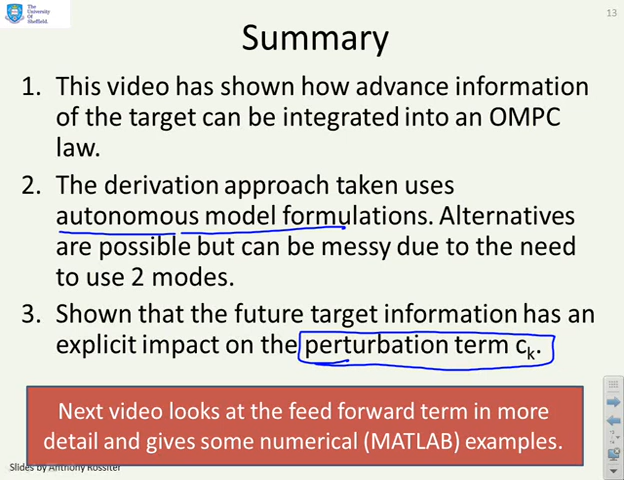 The
University
Of
Sheffield.
13
Summary
1. This video has shown how advance information
of the target can be integrated into an OMPC
law.
2. The derivation approach taken uses
autonomous model formulations. Alternatives
are possible but can be messy due to the need
to use 2 modes.
3. Shown that the future target information has an
explicit impact on the perturbation term cₖ.
Next video looks at the feed forward term in more
detail and gives some numerical (MATLAB) examples.
Slides by Anthony Rossiter